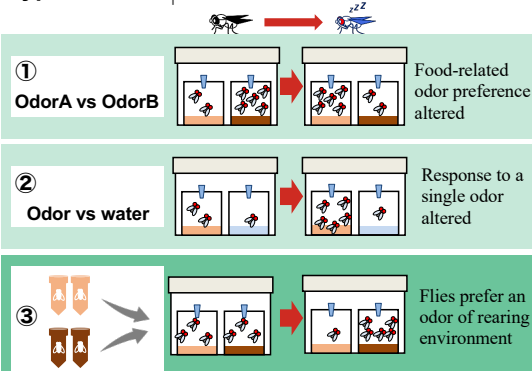 zzZ
①
OdorA vs OdorB
Food-related
odor preference
altered
②
Odor vs water
Response to a
single odor
altered
③
Flies prefer an
odor of rearing
environment